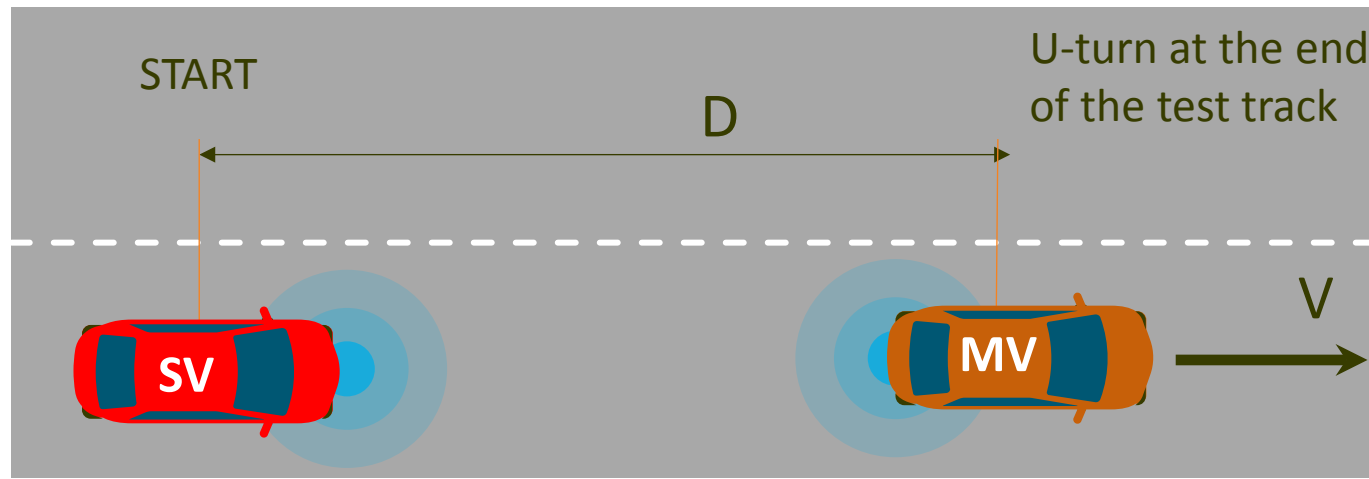 START
D
U-turn at the end
of the test track
V
SV
MV